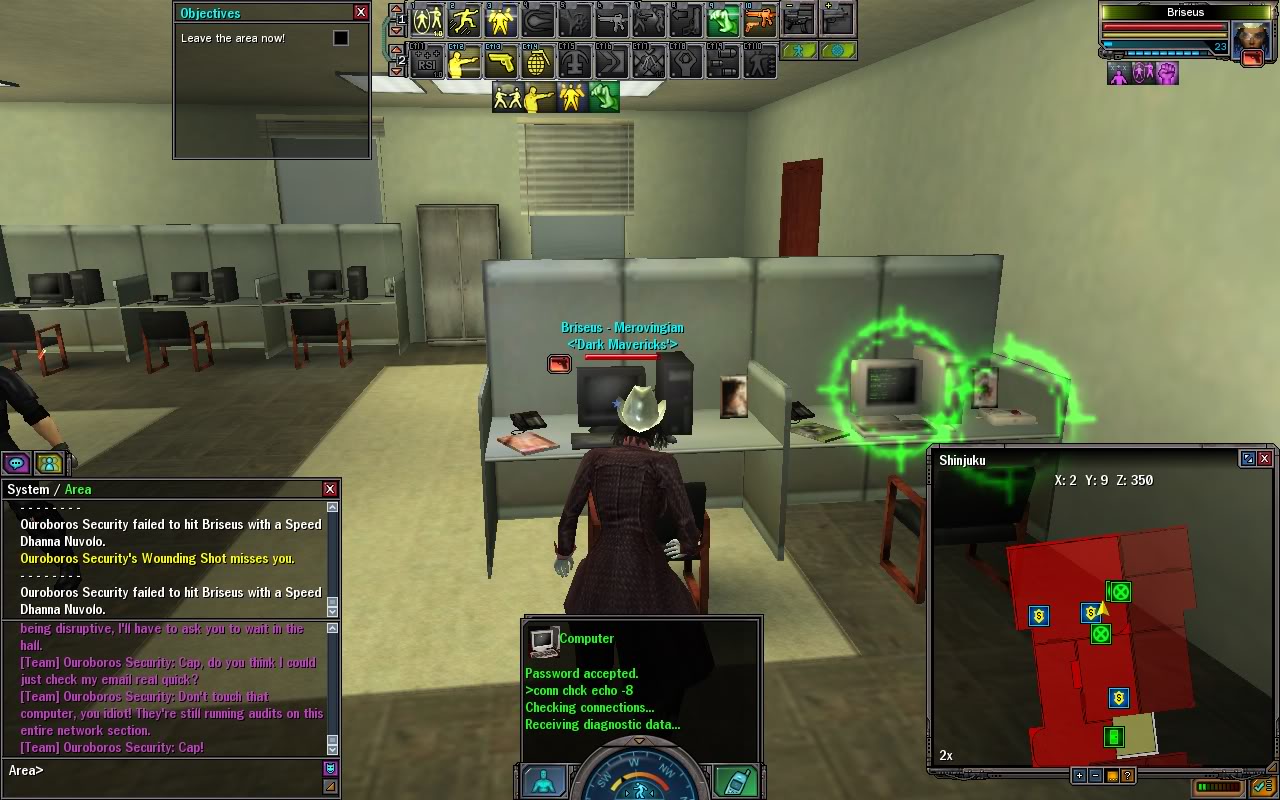 Objectives
Leave the area now!
Briseus
23
1
2
RSI
Briseus - Merovingian
<'Dark Mavericks'>
System / Area
- - - - - - - -
Ouroboros Security failed to hit Briseus with a Speed
Dhanna Nuvolo.
Ouroboros Security's Wounding Shot misses you.
- - - - - - - -
Ouroboros Security failed to hit Briseus with a Speed
Dhanna Nuvolo.
being disruptive, I'll have to ask you to wait in the
hall.
[Team] Ouroboros Security: Cap, do you think I could
just check my email real quick?
[Team] Ouroboros Security: Don't touch that
computer, you idiot! They're still running audits on this
entire network section.
[Team] Ouroboros Security: Cap!
Area>
Computer
Password accepted.
>conn chck echo -8
Checking connections...
Receiving diagnostic data...
SW W NW
Shinjuku
X: 2 Y: 9 Z: 350
2x